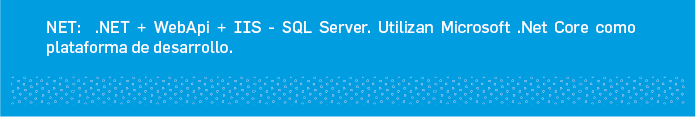 NET: .NET + WebApi + IIS - SQL Server. Utilizan Microsoft .Net Core como
plataforma de desarrollo.